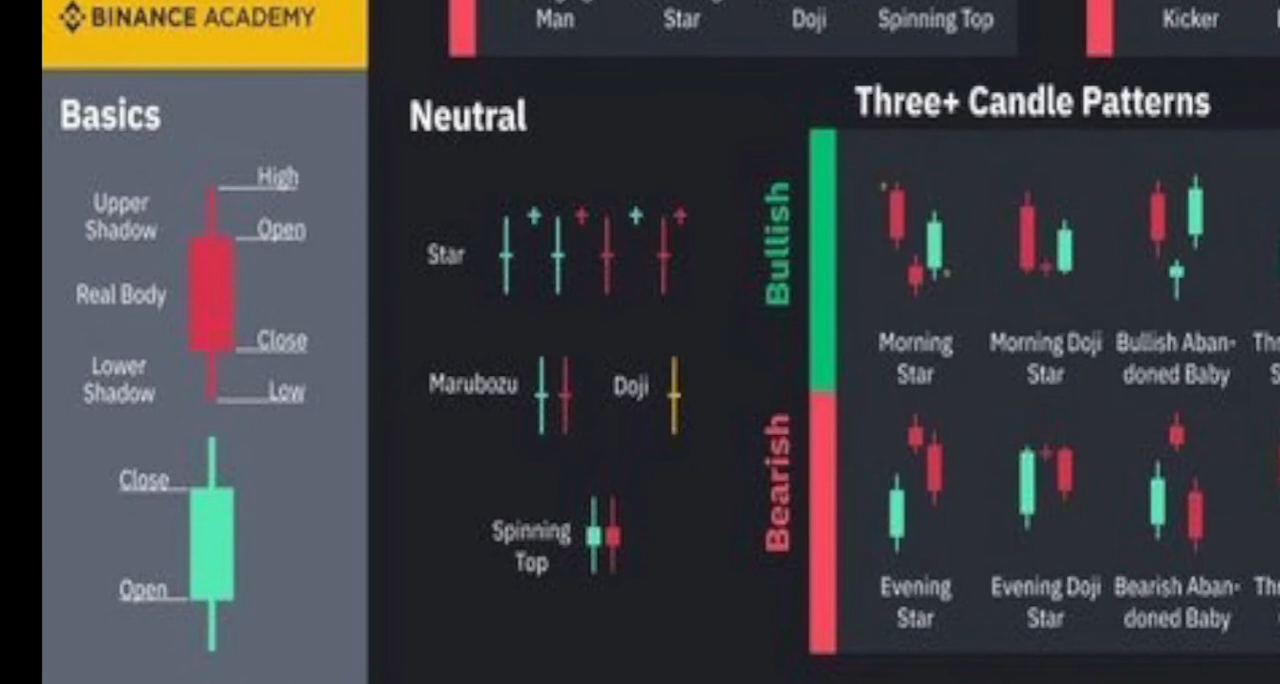 BINANCE ACADEMY
Man
Star
Doji
Spinning Top
Kicker
Basics
High
Upper
Shadow
Open
Real Body
Close
Lower
Shadow
Low
Close
Open
Neutral
Star
Marubozu
Doji
Spinning
Top
Three+ Candle Patterns
Bullish
Morning
Star
Morning Doji
Star
Bullish Aban-
doned Baby
Bearish
Evening
Star
Evening Doji
Star
Bearish Aban-
doned Baby